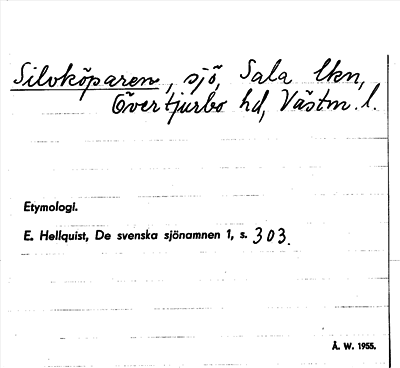 Silvköparen, sjö, Sala lkn,
Övertjurbo hd, Västm. l.
Etymologi.
E. Hellquist, De svenska sjönamnen 1, s. 303.
Å. W. 1955.